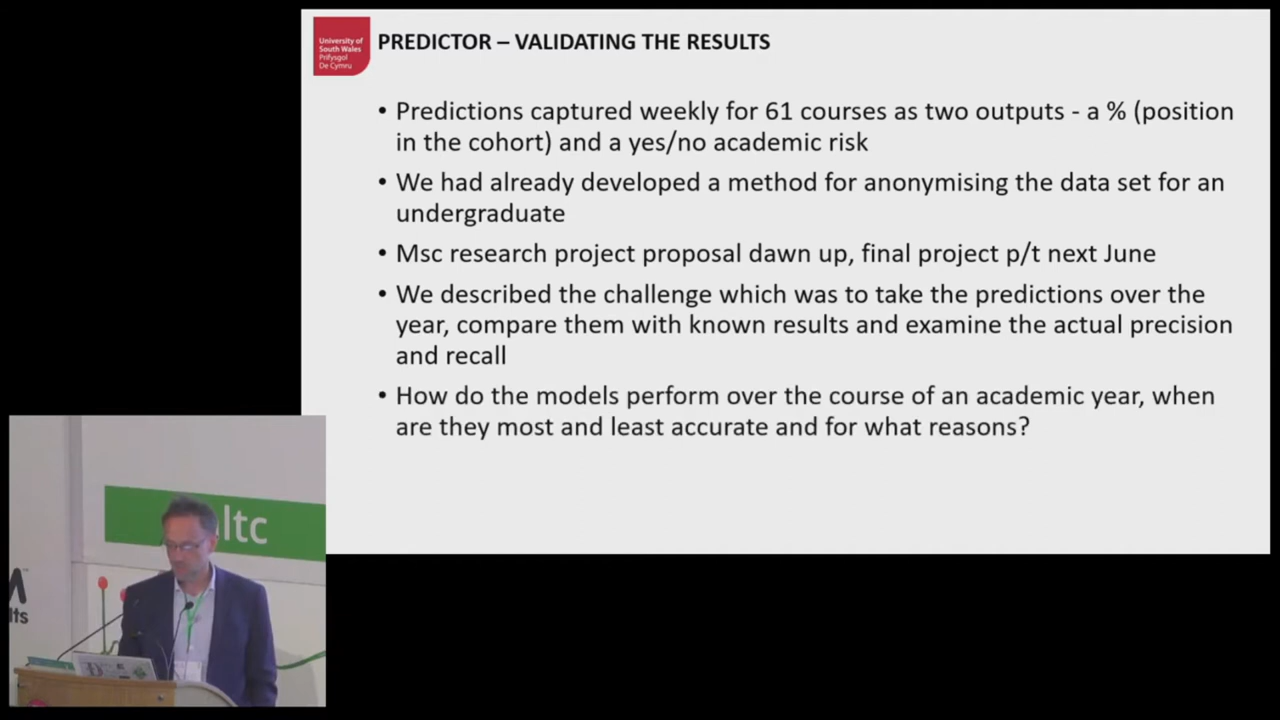 University of
South Wales
Prifysgol
De Cymru
PREDICTOR – VALIDATING THE RESULTS
• Predictions captured weekly for 61 courses as two outputs - a % (position
in the cohort) and a yes/no academic risk
• We had already developed a method for anonymising the data set for an
undergraduate
• Msc research project proposal dawn up, final project p/t next June
• We described the challenge which was to take the predictions over the
year, compare them with known results and examine the actual precision
and recall
• How do the models perform over the course of an academic year, when
are they most and least accurate and for what reasons?
ltc
lts